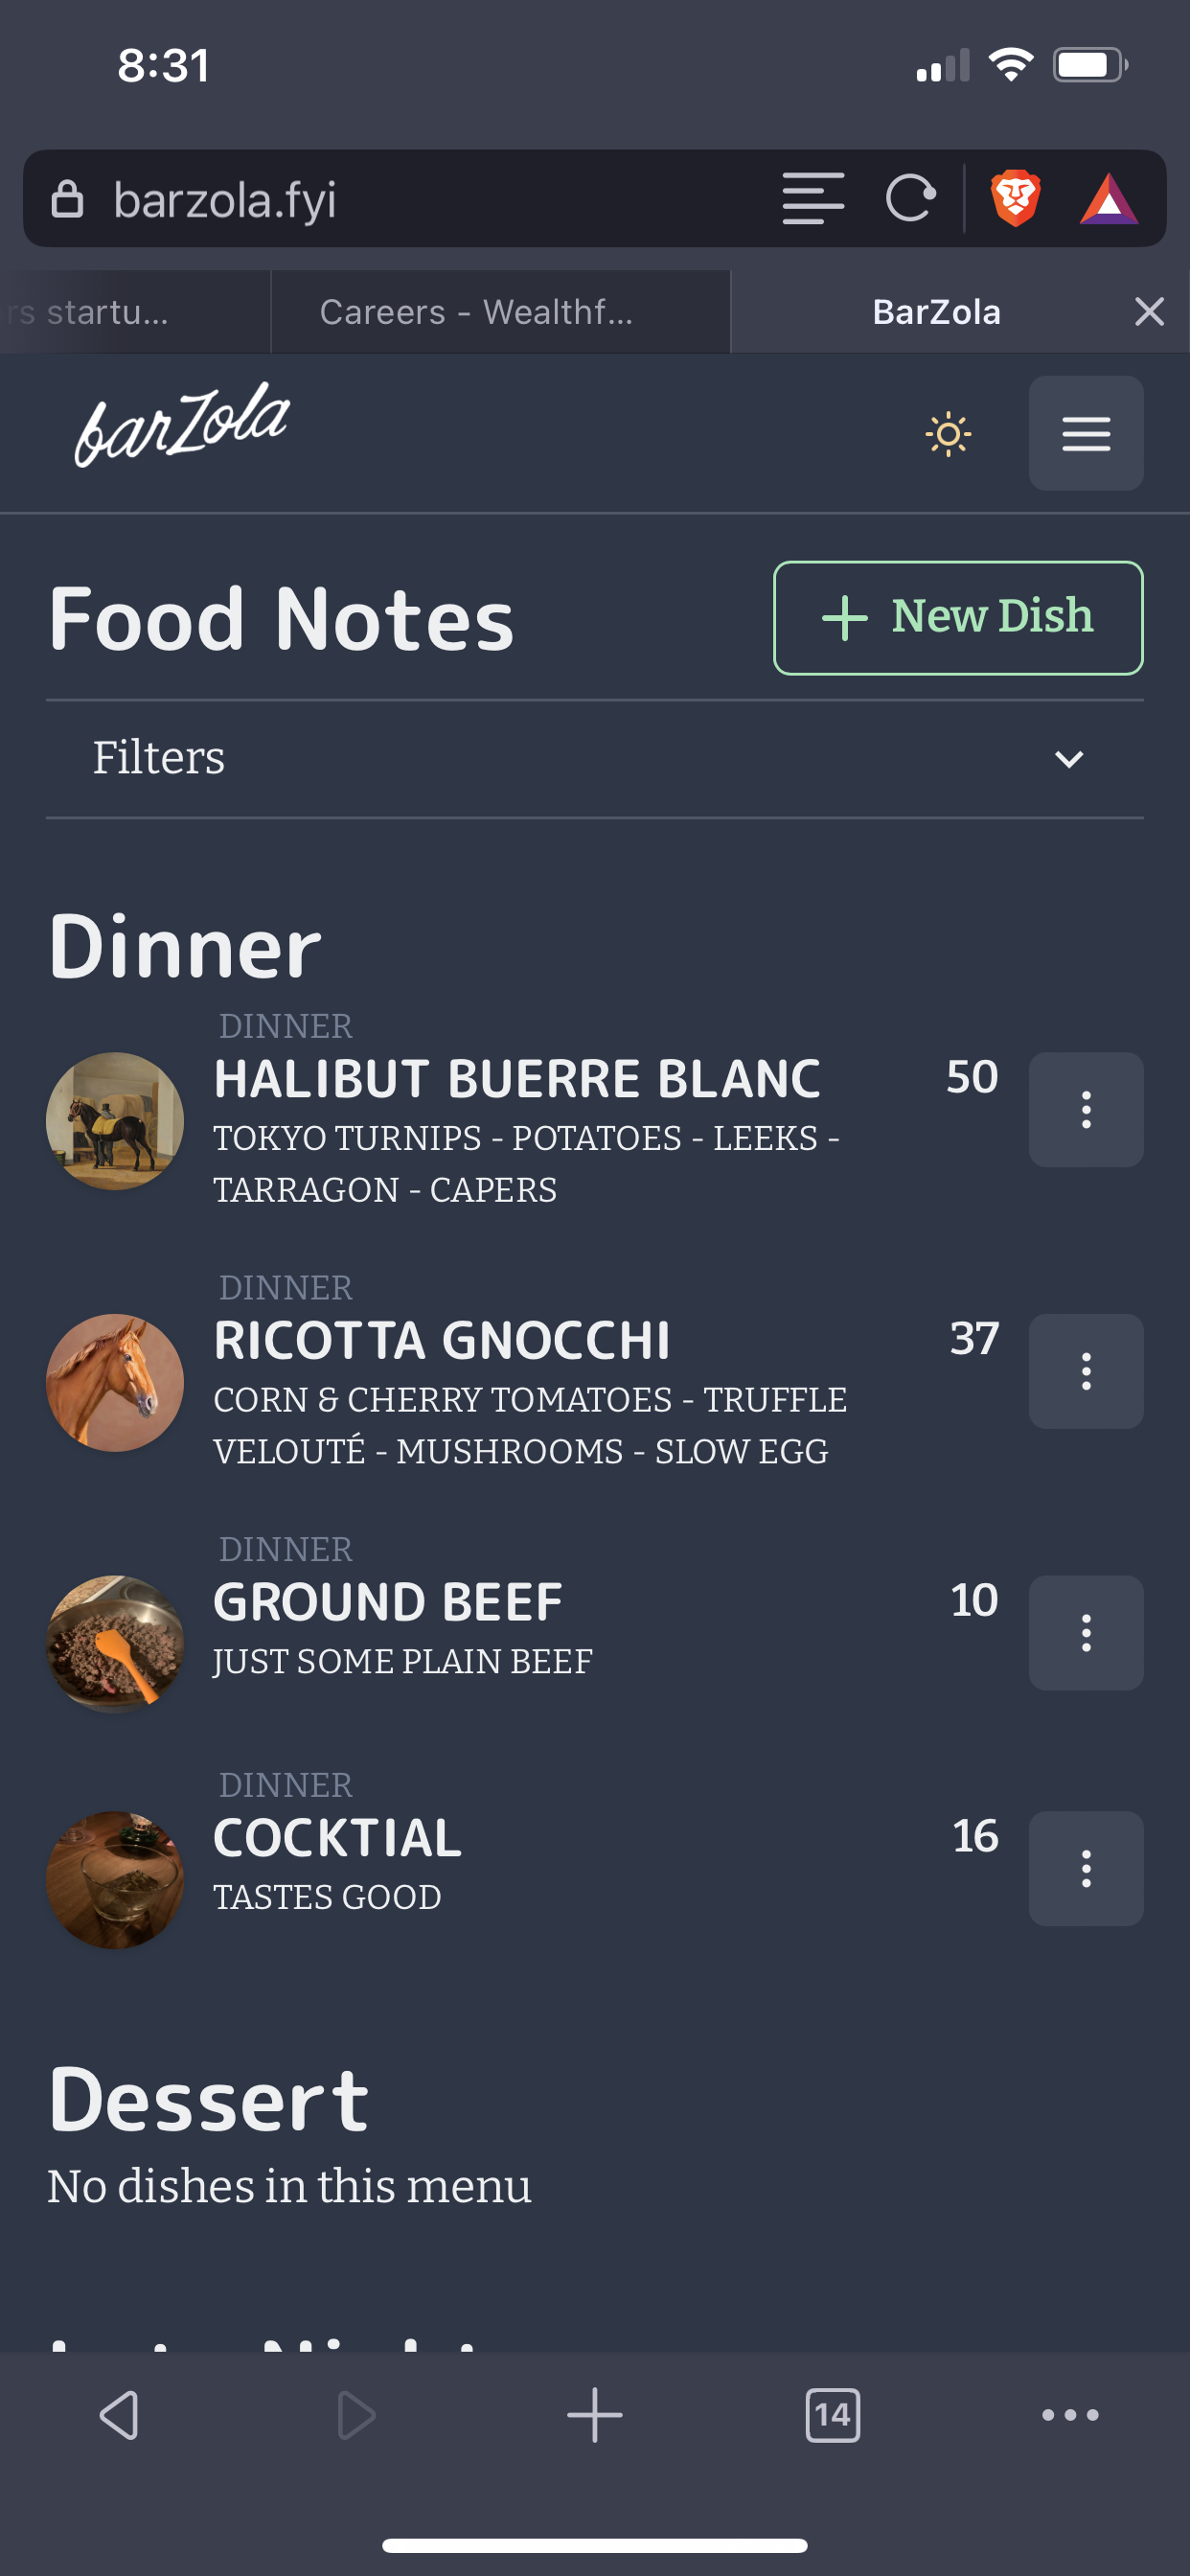 8:31
barzola.fyi
rs startu...
Careers - Wealthf...
BarZola
barZola
Food Notes
+ New Dish
Filters
Dinner
DINNER
HALIBUT BUERRE BLANC 50
TOKYO TURNIPS - POTATOES - LEEKS -
TARRAGON - CAPERS
DINNER
RICOTTA GNOCCHI 37
CORN & CHERRY TOMATOES - TRUFFLE
VELOUTÉ - MUSHROOMS - SLOW EGG
DINNER
GROUND BEEF 10
JUST SOME PLAIN BEEF
DINNER
COCKTIAL 16
TASTES GOOD
Dessert
No dishes in this menu
14